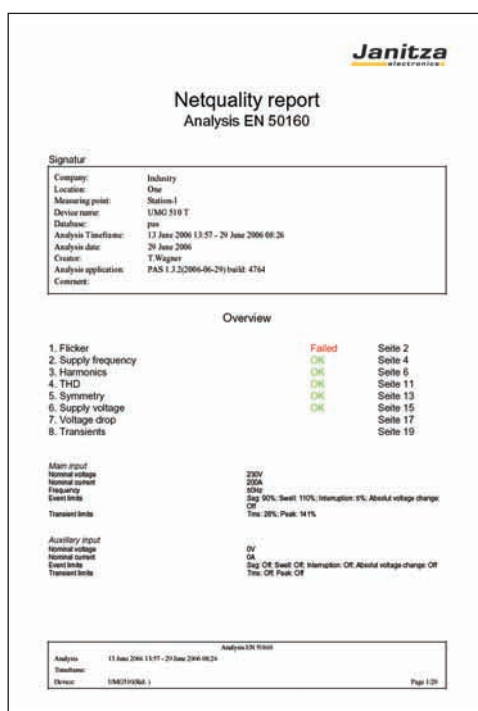 Janitza
electronics
Netquality report
Analysis EN 50160
Signatur
Company: Industry
Location: One
Measuring point: Station-1
Device name: UMG 510 T
Database: pas
Analysis Timeframe: 13 June 2006 13:57 - 29 June 2006 08:26
Analysis date: 29 June 2006
Creator: T.Wagner
Analysis application: PAS 1.3.2(2006-06-29) build: 4764
Comment:
Overview
1. Flicker Failed Seite 2
2. Supply frequency OK Seite 4
3. Harmonics OK Seite 6
4. THD OK Seite 11
5. Symmetry OK Seite 13
6. Supply voltage OK Seite 15
7. Voltage drop Seite 17
8. Transients Seite 19
Main input
Nominal voltage 230V
Nominal current 200A
Frequency 50Hz
Event limits Sag: 90%; Swell: 110%; Interruption: 5%; Absolut voltage change:
Off
Transient limits Trms: 28%; Peak: 141%
Auxiliary input
Nominal voltage 0V
Nominal current 0A
Event limits Sag: Off; Swell: Off; Interruption: Off; Absolut voltage change: Off
Transient limits Trns: Off; Peak: Off
Analysis EN 50160
Analysis 13 June 2006 13:57 - 29 June 2006 08:26
Timeframe:
Device: Page 1/20